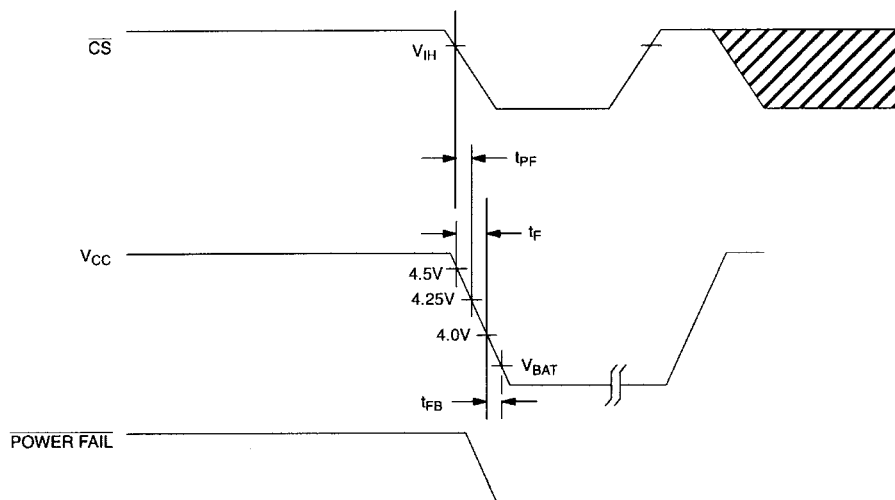 CS
V_IH
t_PF
t_F
V_CC
4.5V
4.25V
4.0V
V_BAT
t_FB
POWER FAIL